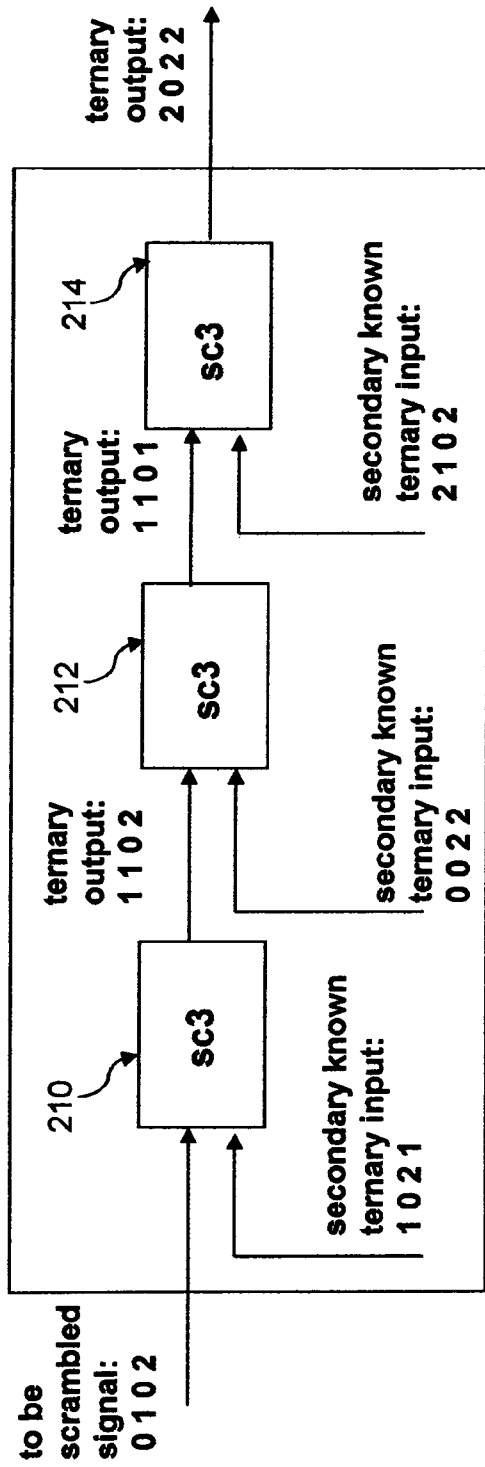 to be
scrambled
signal:
0 1 0 2
210
sc3
secondary known
ternary input:
1 0 2 1
ternary
output:
1 1 0 2
212
sc3
secondary known
ternary input:
0 0 2 2
ternary
output:
1 1 0 1
214
sc3
secondary known
ternary input:
2 1 0 2
ternary
output:
2 0 2 2